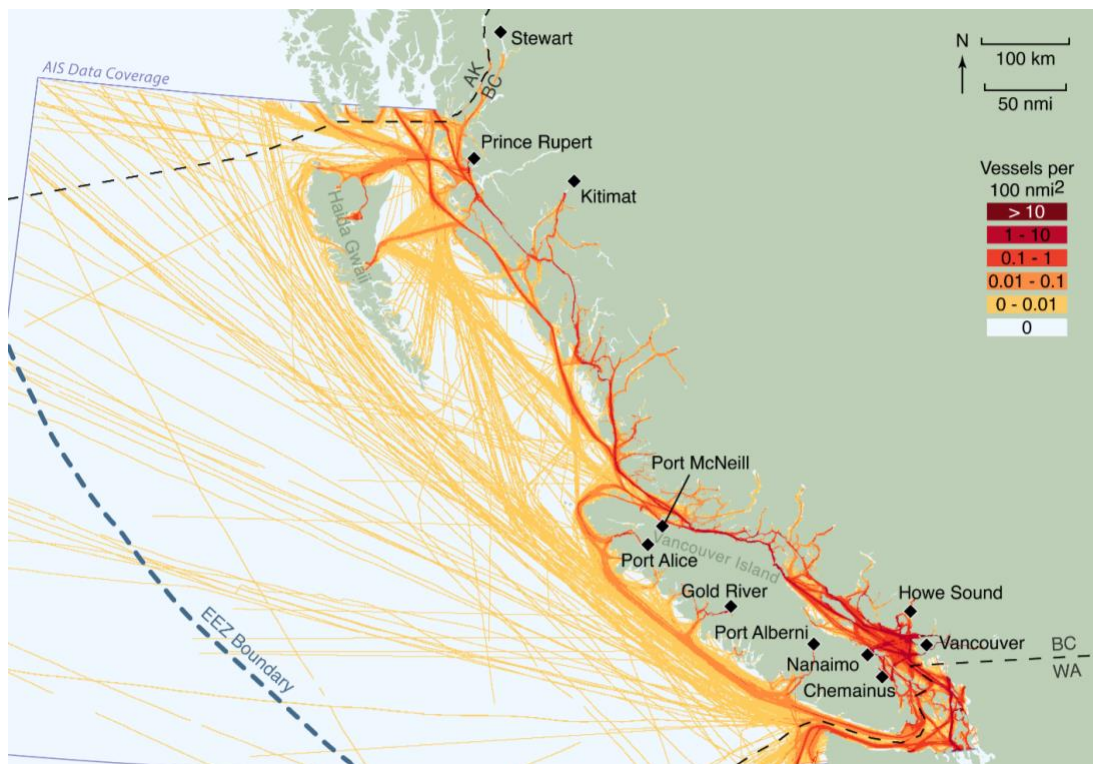 Stewart
N
100 km
50 nmi
AIS Data Coverage
AK
BC
Prince Rupert
Kitimat
Vessels per
100 nmi2
> 10
1 - 10
0.1 - 1
0.01 - 0.1
0 - 0.01
0
Haida Gwaii
Port McNeill
Vancouver Island
Port Alice
Gold River
Howe Sound
Port Alberni
Vancouver
BC
WA
Nanaimo
Chemainus
EEZ Boundary